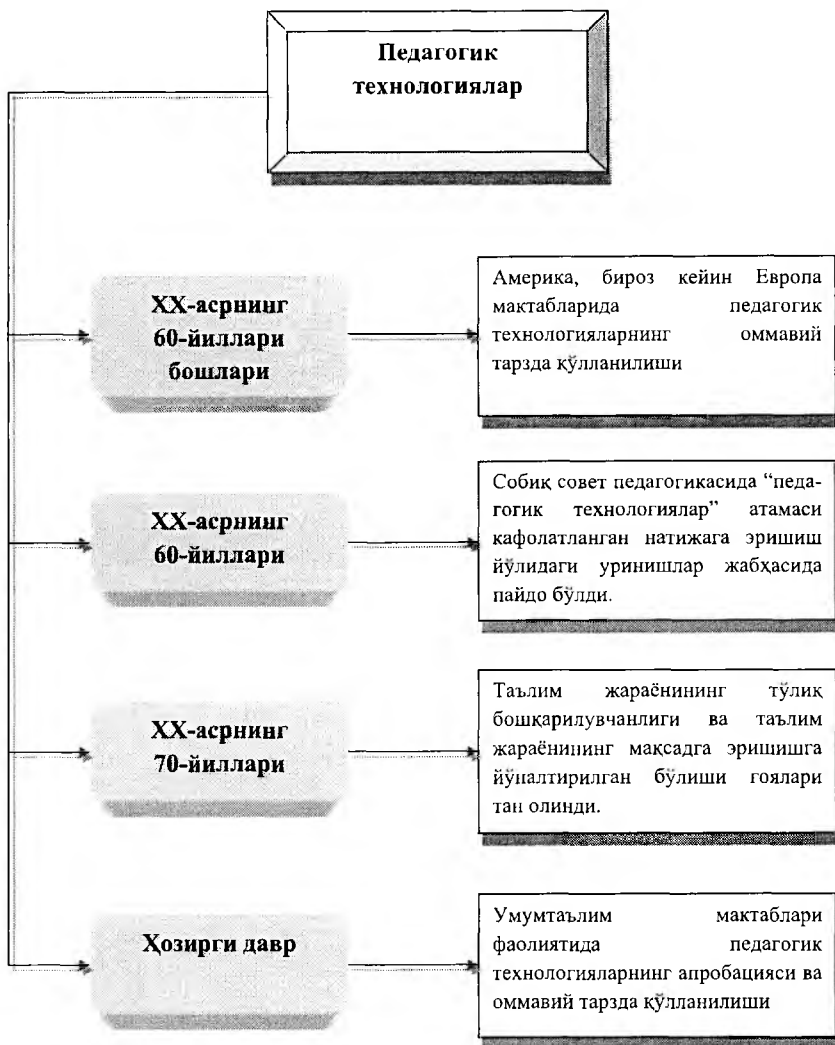 Педагогик
технологиялар
XX-асрнинг
60-йиллари
бошлари
Америка, бироз кейин Европа
мактабларида педагогик
технологияларнинг оммавий
тарзда қўлланилиши
XX-асрнинг
60-йиллари
Собиқ совет педагогикасида “педа-
гогик технологиялар” атамаси
кафолатланган натижага эришиш
йўлидаги уринишлар жабҳасида
пайдо бўлди.
XX-асрнинг
70-йиллари
Таълим жараёнининг тўлиқ
бошқарилувчанлиги ва таълим
жараёнининг мақсадга эришишга
йўналтирилган бўлиши ғоялари
тан олинди.
Ҳозирги давр
Умумтаълим мактаблари
фаолиятида педагогик
технологияларнинг апробацияси ва
оммавий тарзда қўлланилиши